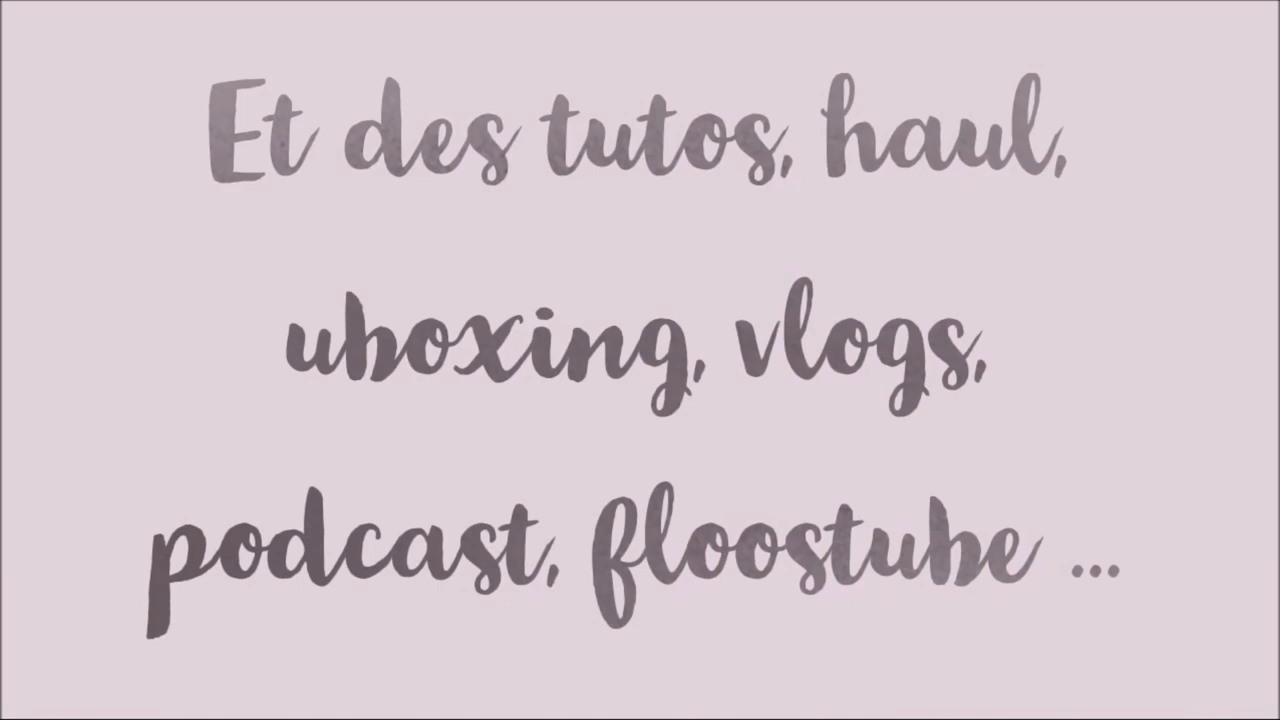 Et des tutos, haul,
uboxing, vlogs,
podcast, floostube ...